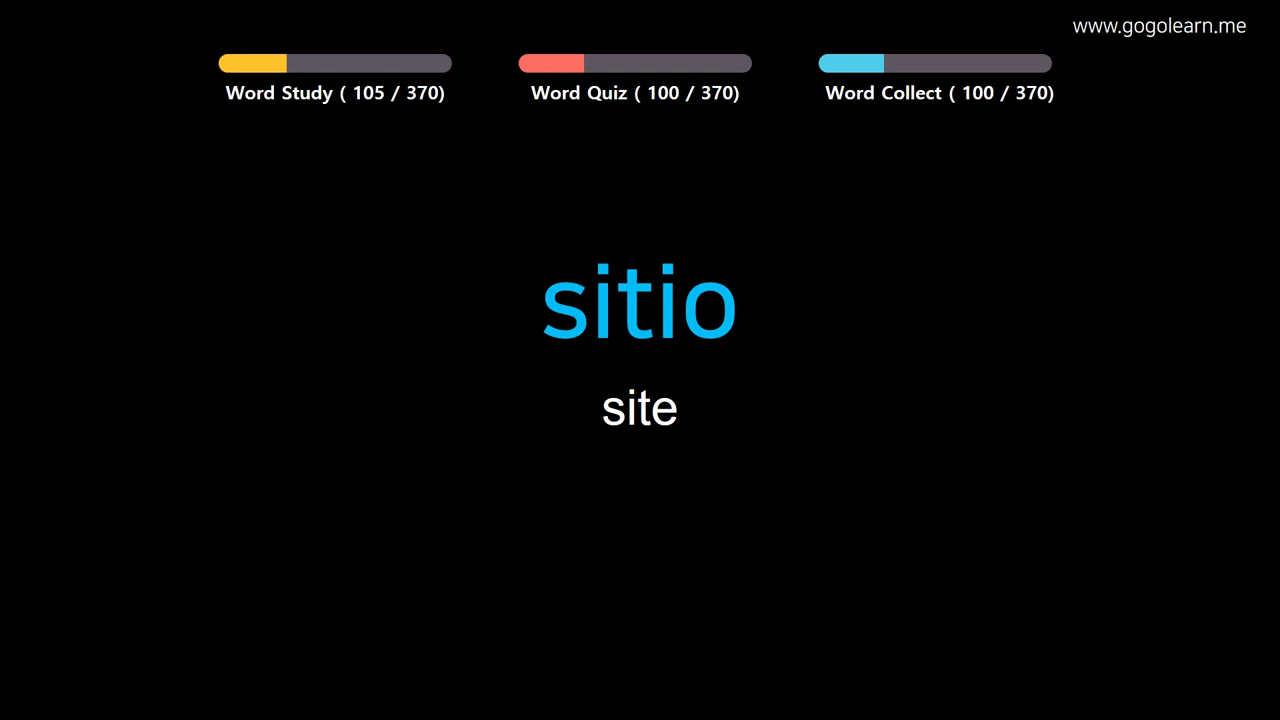 www.gogolearn.me
Word Study ( 105 / 370)
Word Quiz ( 100 / 370)
Word Collect ( 100 / 370)
sitio
site